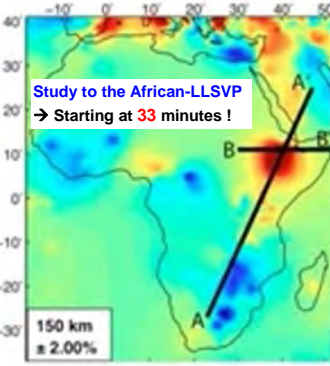 -10° 0° 10° 20° 30° 40° 50
40°
30°
Study to the African-LLSVP
→ Starting at 33 minutes !
20°
A'
B B'
10°
0°
-10°
-20°
-30°
A
150 km
± 2.00%